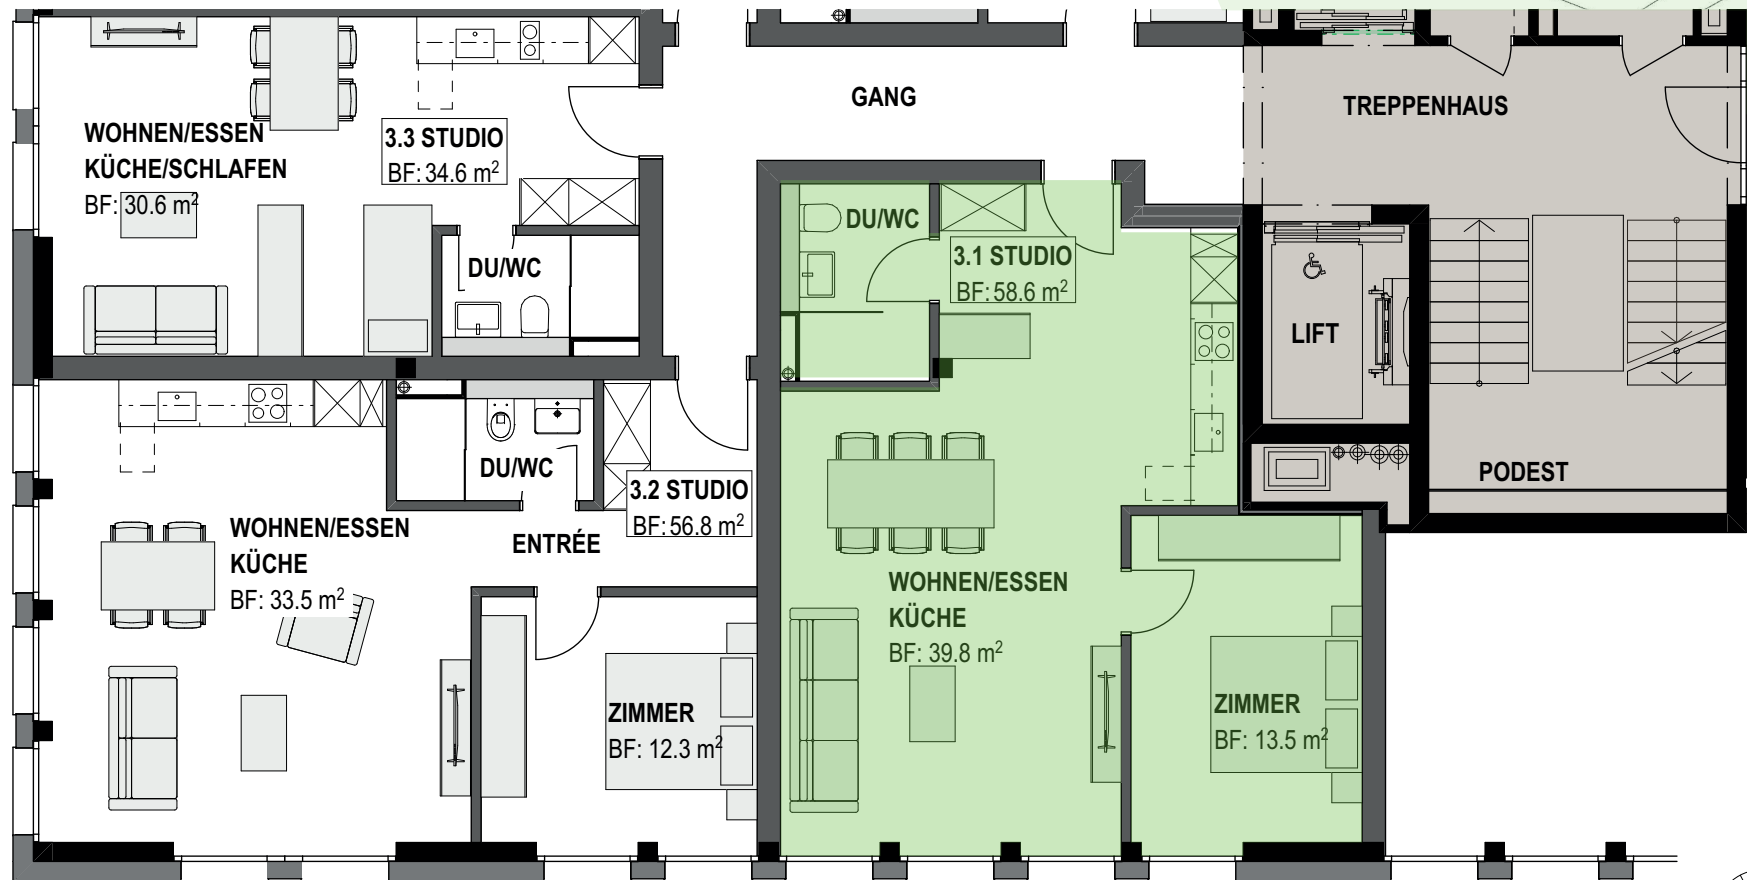 GANG
TREPPENHAUS
WOHNEN/ESSEN
KÜCHE/SCHLAFEN
BF: 30.6 m²
3.3 STUDIO
BF: 34.6 m²
DU/WC
DU/WC
3.1 STUDIO
BF: 58.6 m²
LIFT
PODEST
DU/WC
3.2 STUDIO
BF: 56.8 m²
WOHNEN/ESSEN
KÜCHE
BF: 33.5 m²
ENTRÉE
WOHNEN/ESSEN
KÜCHE
BF: 39.8 m²
ZIMMER
BF: 12.3 m²
ZIMMER
BF: 13.5 m²